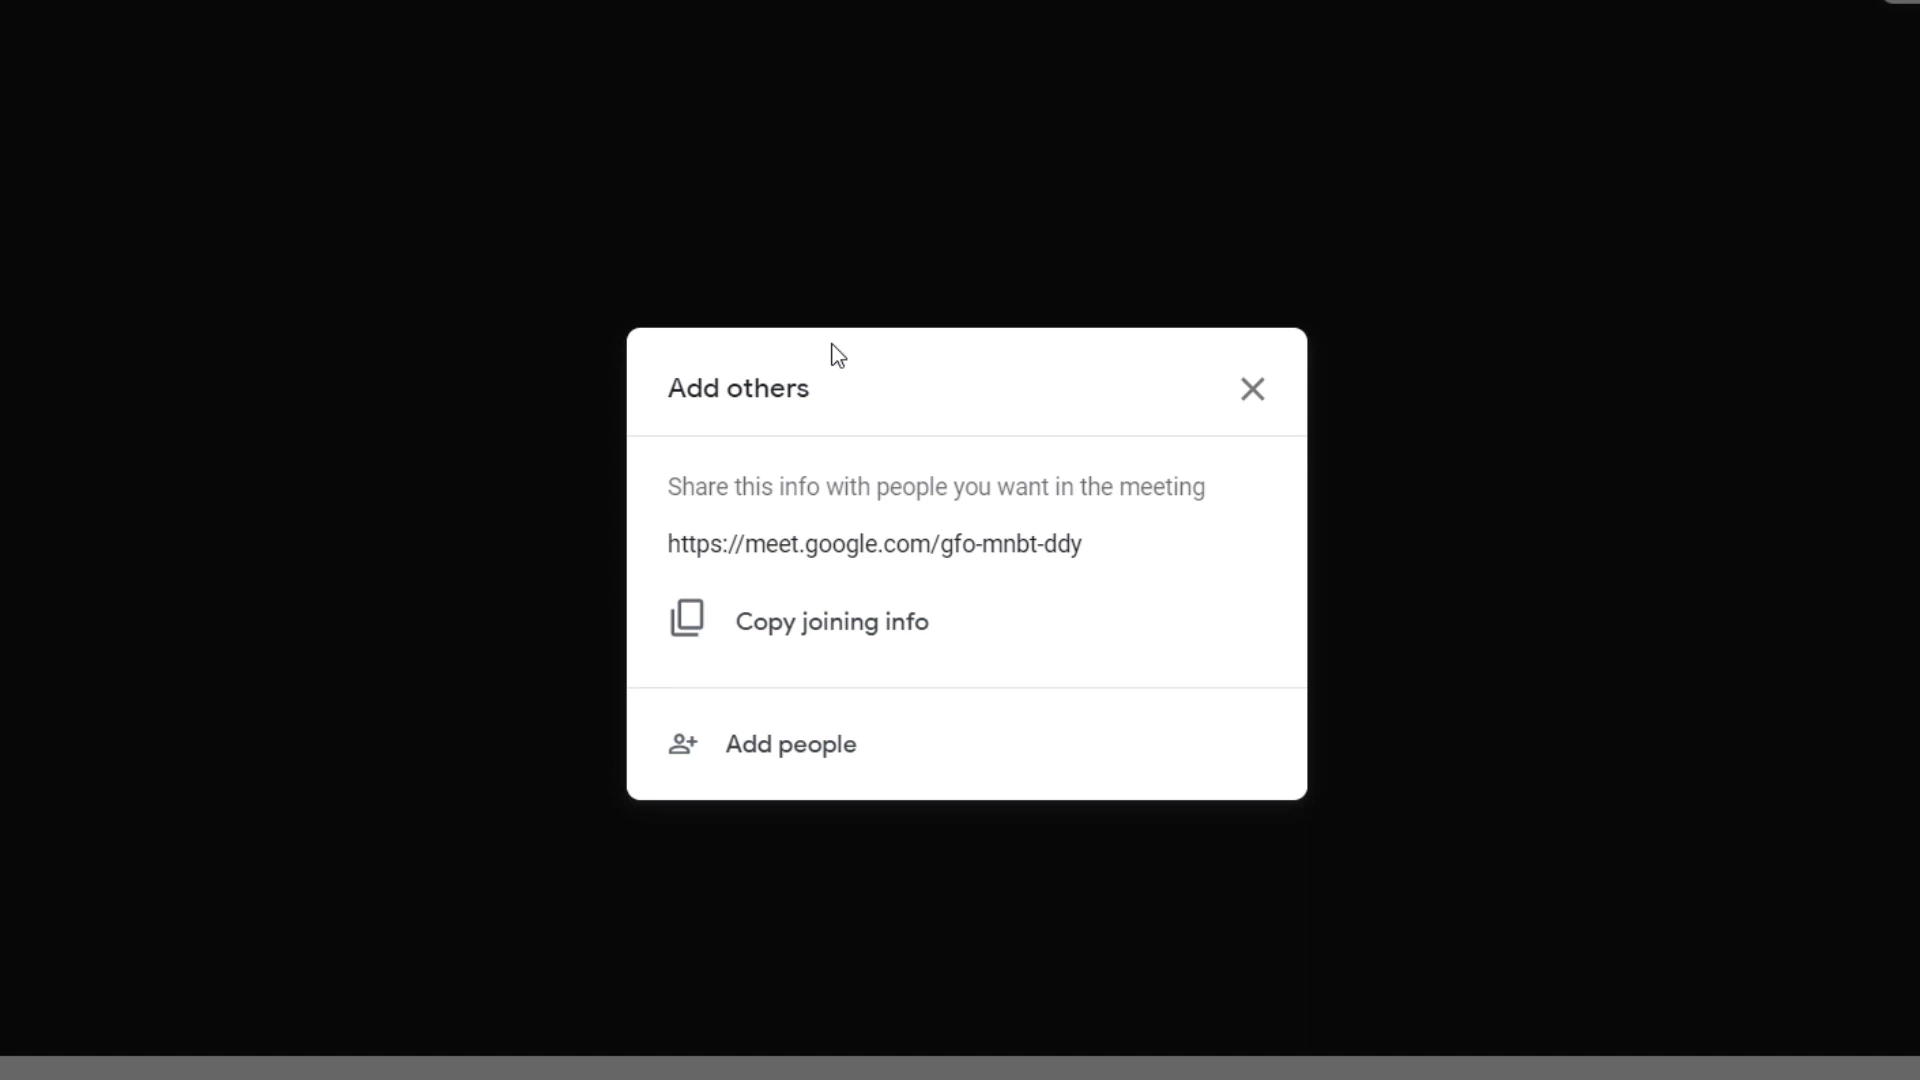 Add others
Share this info with people you want in the meeting
https://meet.google.com/gfo-mnbt-ddy
Copy joining info
Add people